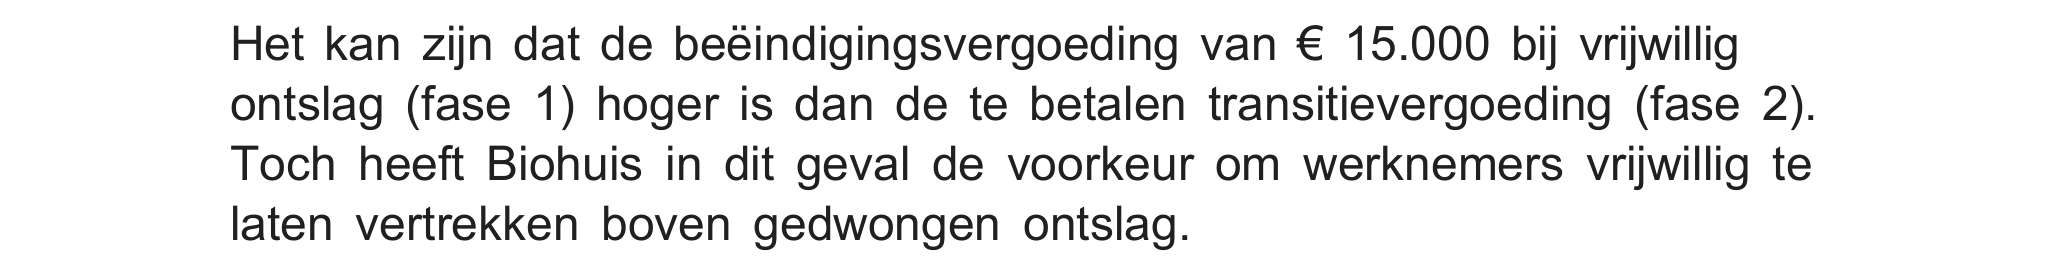 Het kan zijn dat de beëindigingsvergoeding van € 15.000 bij vrijwillig
ontslag (fase 1) hoger is dan de te betalen transitievergoeding (fase 2).
Toch heeft Biohuis in dit geval de voorkeur om werknemers vrijwillig te
laten vertrekken boven gedwongen ontslag.